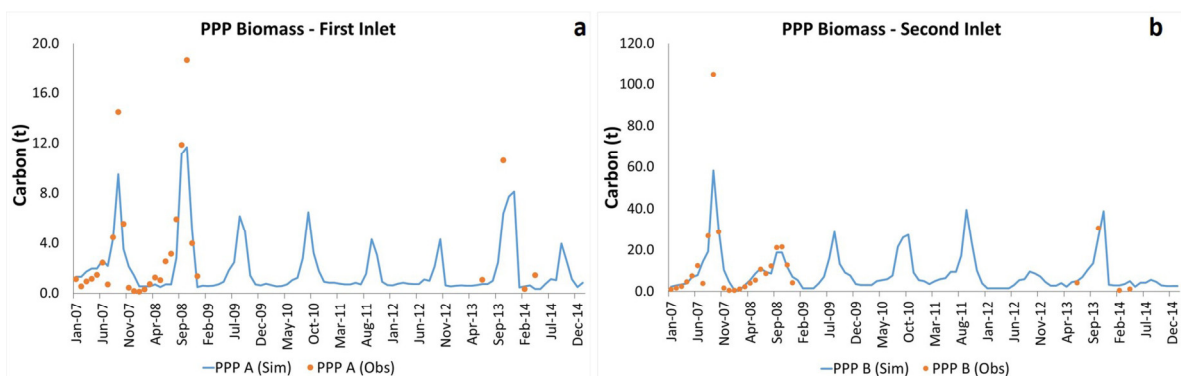 PPP Biomass - First Inlet
a
20.0
16.0
12.0
8.0
4.0
0.0
Carbon (t)
Jan-07
Jun-07
Nov-07
Apr-08
Sep-08
Feb-09
Jul-09
Dec-09
May-10
Oct-10
Mar-11
Aug-11
Jan-12
Jun-12
Nov-12
Apr-13
Sep-13
Feb-14
Jul-14
Dec-14
PPP A (Sim)
PPP A (Obs)
PPP Biomass - Second Inlet
b
120.0
100.0
80.0
60.0
40.0
20.0
0.0
Carbon (t)
Jan-07
Jun-07
Nov-07
Apr-08
Sep-08
Feb-09
Jul-09
Dec-09
May-10
Oct-10
Mar-11
Aug-11
Jan-12
Jun-12
Nov-12
Apr-13
Sep-13
Feb-14
Jul-14
Dec-14
PPP B (Sim)
PPP B (Obs)